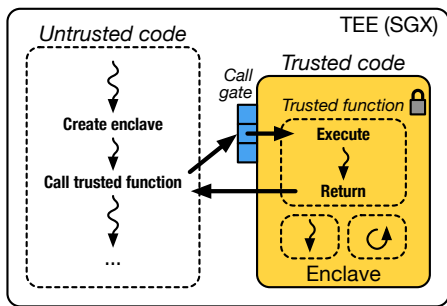 TEE (SGX)
Untrusted code
Create enclave
Call trusted function
...
Call
gate
Trusted code
Trusted function
Execute
Return
Enclave